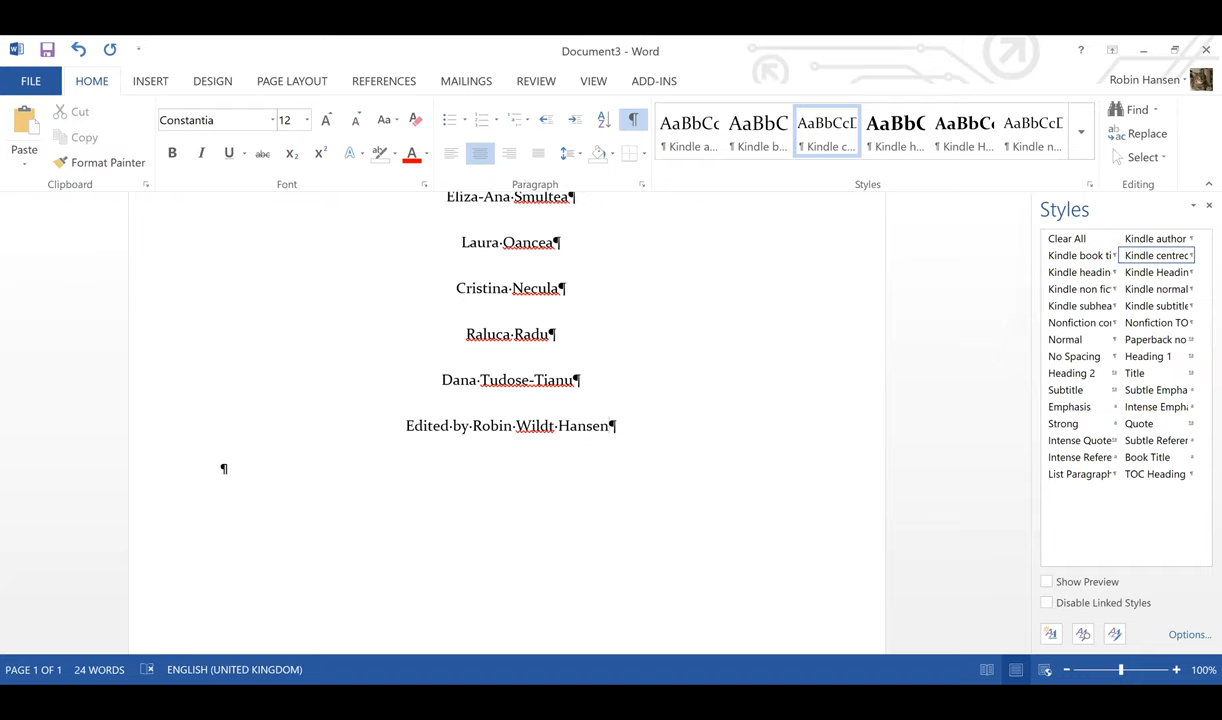 Document3 - Word
?
FILE HOME INSERT DESIGN PAGE LAYOUT REFERENCES MAILINGS REVIEW VIEW ADD-INS
Robin Hansen
Paste
Cut
Copy
Format Painter
Clipboard
Constantia 12
Font
Paragraph
AaBbCc AaBbC AaBbCcD AaBbC AaBbC AaBbCcD
¶ Kindle a... ¶ Kindle b... ¶ Kindle c... ¶ Kindle h... ¶ Kindle H... ¶ Kindle n...
Styles
Find
Replace
Select
Editing
Eliza-Ana·Smultea¶
Laura·Oancea¶
Cristina·Necula¶
Raluca·Radu¶
Dana·Tudose-Tianu¶
Edited·by·Robin·Wildt·Hansen¶
¶
Styles
Clear All Kindle author
Kindle book ti Kindle centrec
Kindle headin Kindle Headin
Kindle non fic Kindle normal
Kindle subhea Kindle subtitle
Nonfiction cor Nonfiction TO
Normal Paperback no
No Spacing Heading 1
Heading 2 Title
Subtitle Subtle Empha
Emphasis Intense Empha
Strong Quote
Intense Quote Subtle Referer
Intense Refere Book Title
List Paragraph TOC Heading
Show Preview
Disable Linked Styles
Options...
PAGE 1 OF 1 24 WORDS ENGLISH (UNITED KINGDOM)
100%